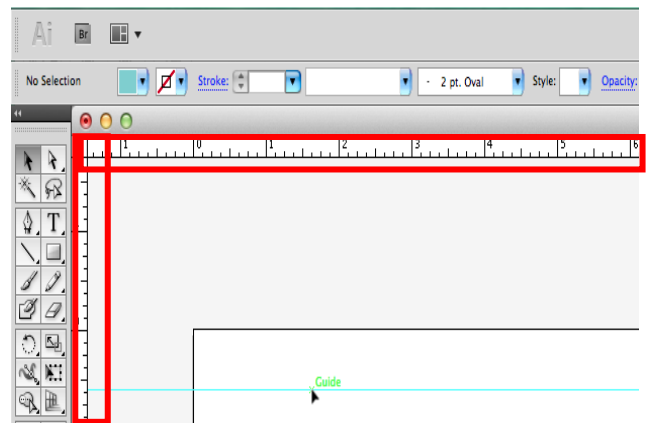 Ai Br
No Selection Stroke: - 2 pt. Oval Style: Opacity:
1 0 1 2 3 4 5 6
T
0
Guide